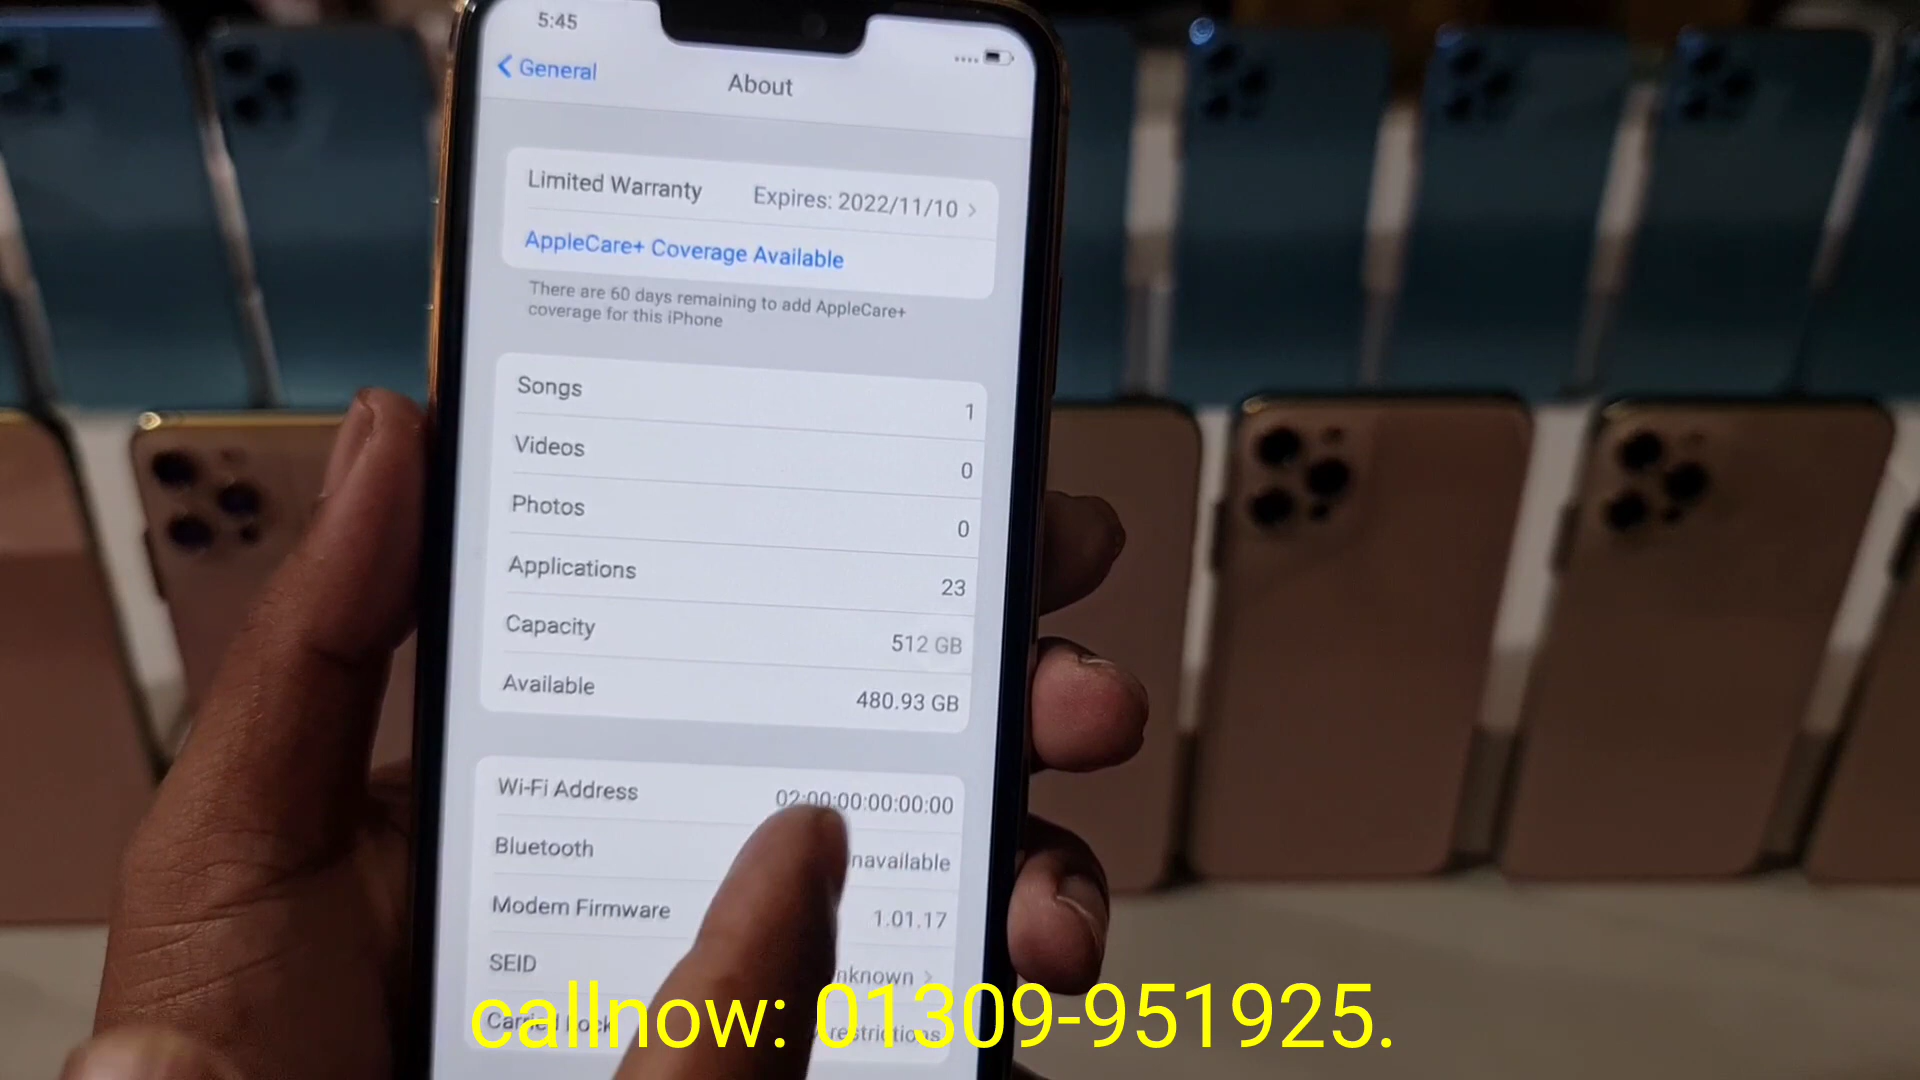 5:45
General
About
Limited Warranty Expires: 2022/11/10
AppleCare+ Coverage Available
There are 60 days remaining to add AppleCare+
coverage for this iPhone
Songs 1
Videos 0
Photos 0
Applications 23
Capacity 512 GB
Available 480.93 GB
Wi-Fi Address 02:00:00:00:00:00
Bluetooth navailable
Modem Firmware 1.01.17
SEID nknown
restrictions
callnow: 01309-951925.